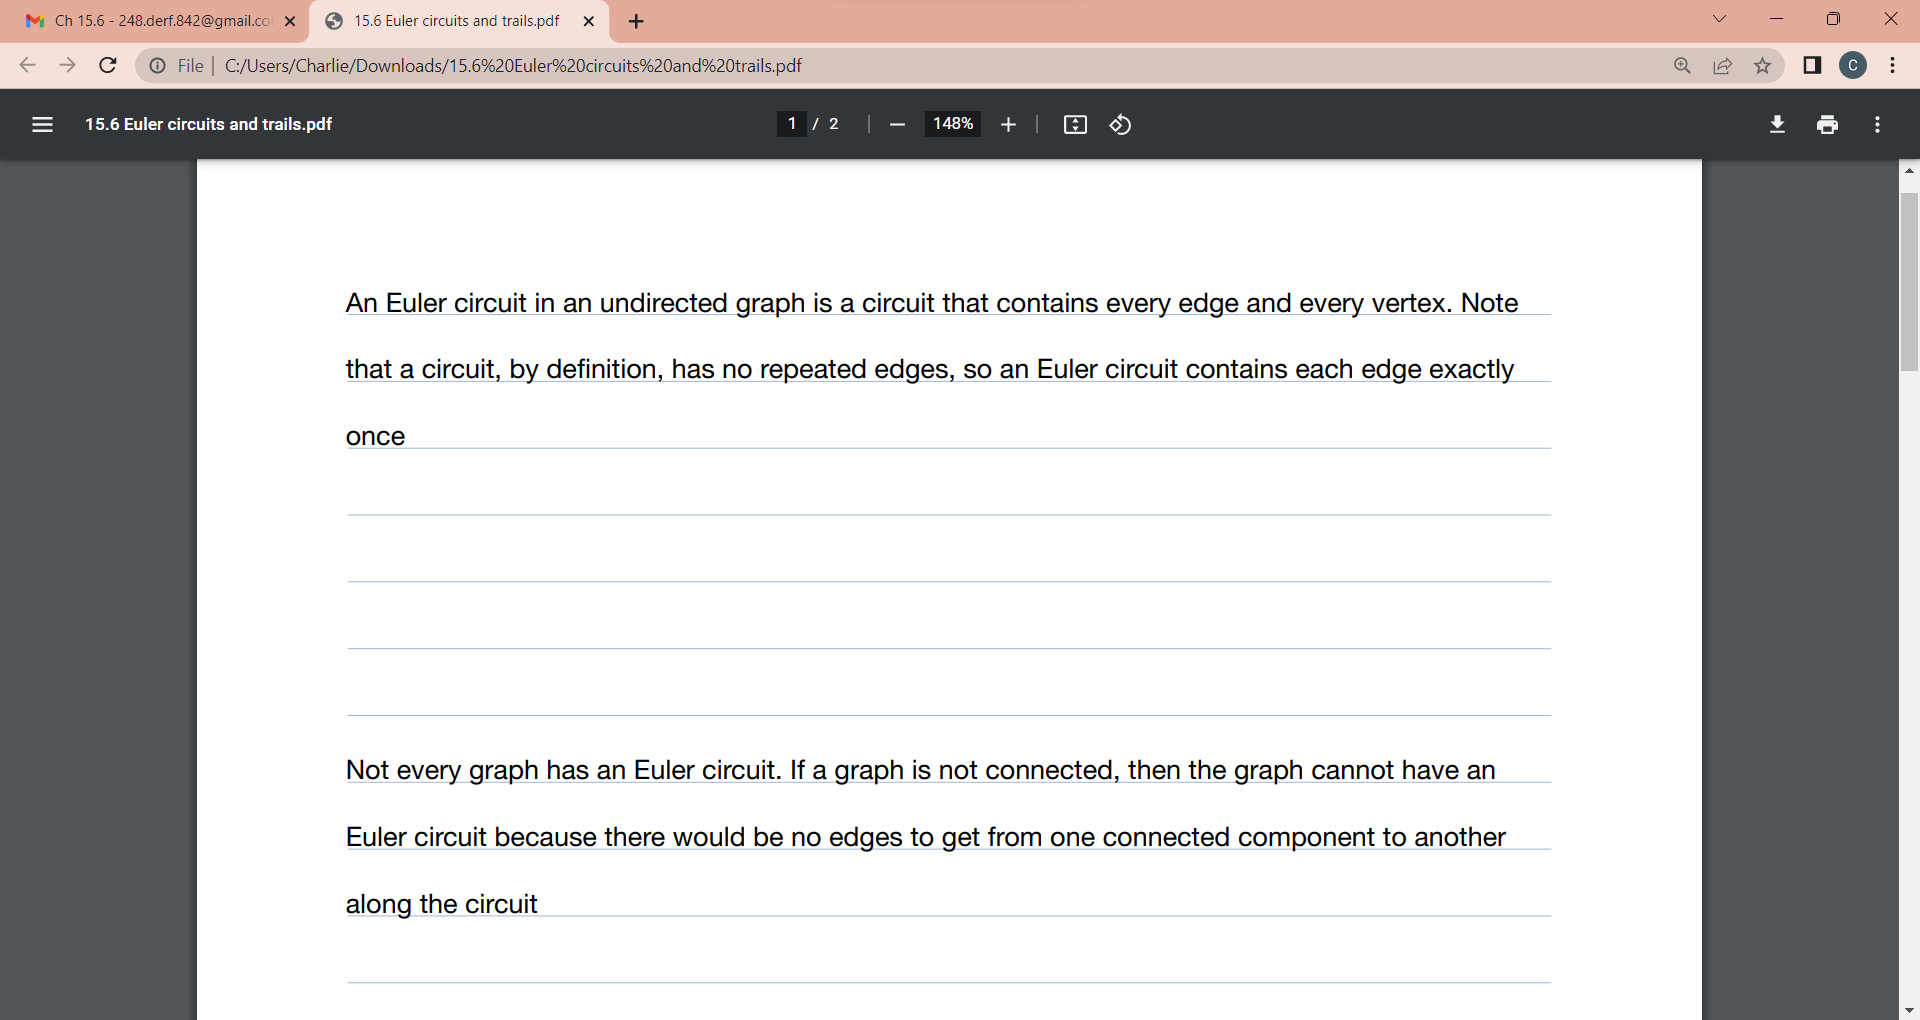 Ch 15.6 - 248.derf.842@gmail.co
15.6 Euler circuits and trails.pdf
File
C:/Users/Charlie/Downloads/15.6%20Euler%20circuits%20and%20trails.pdf
C
15.6 Euler circuits and trails.pdf
1 / 2
148%
An Euler circuit in an undirected graph is a circuit that contains every edge and every vertex. Note
that a circuit, by definition, has no repeated edges, so an Euler circuit contains each edge exactly
once
Not every graph has an Euler circuit. If a graph is not connected, then the graph cannot have an
Euler circuit because there would be no edges to get from one connected component to another
along the circuit